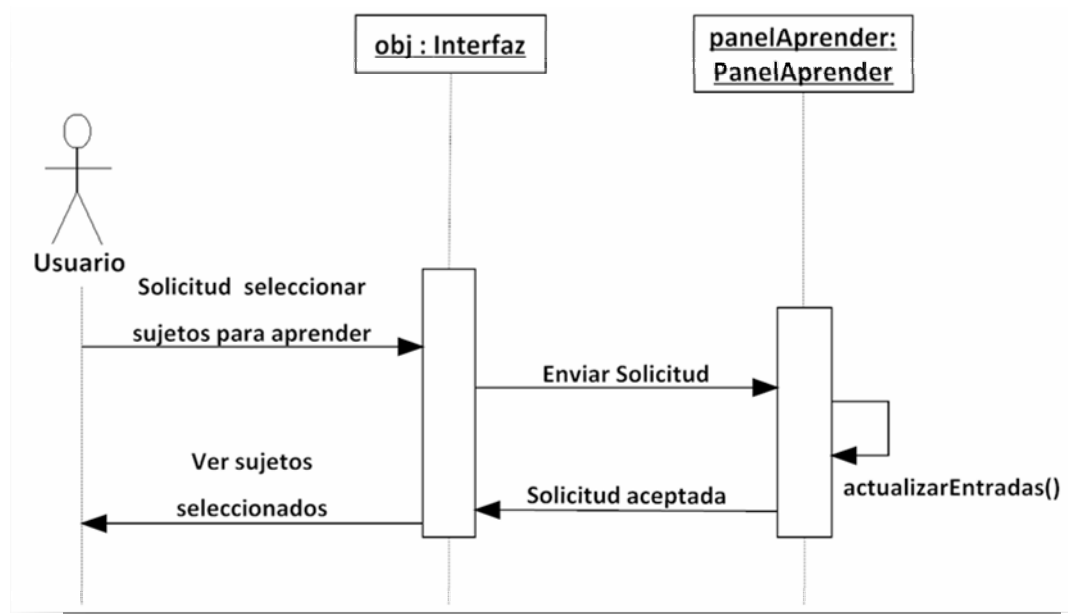 obj : Interfaz
panelAprender:
PanelAprender
Usuario
Solicitud seleccionar
sujetos para aprender
Enviar Solicitud
actualizarEntradas()
Solicitud aceptada
Ver sujetos
seleccionados